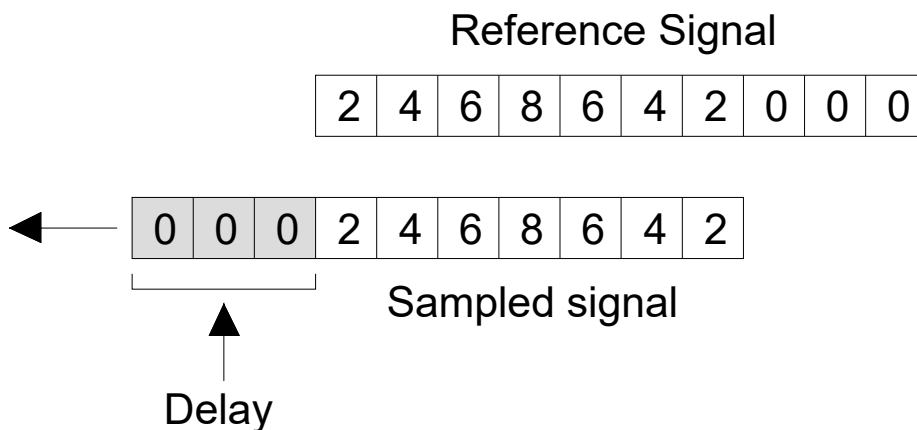 Reference Signal
2 4 6 8 6 4 2 0 0 0
0 0 0 2 4 6 8 6 4 2
Sampled signal
Delay